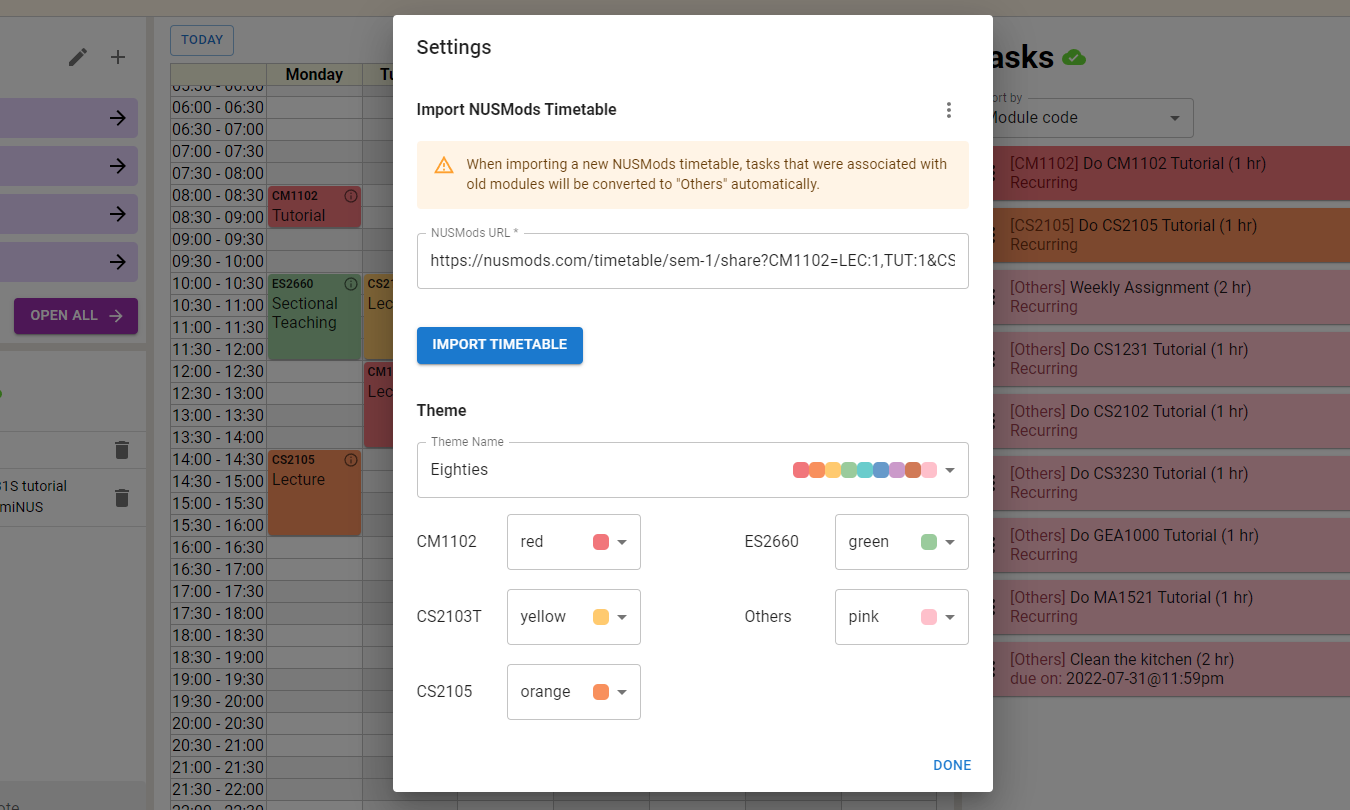 TODAY
Monday
06:00 - 06:30
06:30 - 07:00
07:00 - 07:30
07:30 - 08:00
08:00 - 08:30
08:30 - 09:00
09:00 - 09:30
09:30 - 10:00
10:00 - 10:30
10:30 - 11:00
11:00 - 11:30
11:30 - 12:00
12:00 - 12:30
12:30 - 13:00
13:00 - 13:30
13:30 - 14:00
14:00 - 14:30
14:30 - 15:00
15:00 - 15:30
15:30 - 16:00
16:00 - 16:30
16:30 - 17:00
17:00 - 17:30
17:30 - 18:00
18:00 - 18:30
18:30 - 19:00
19:00 - 19:30
19:30 - 20:00
20:00 - 20:30
20:30 - 21:00
21:00 - 21:30
21:30 - 22:00
CM1102
Tutorial
ES2660
Sectional
Teaching
CS2105
Lecture
OPEN ALL
tutorial
miNUS
Settings
Import NUSMods Timetable
When importing a new NUSMods timetable, tasks that were associated with
old modules will be converted to "Others" automatically.
NUSMods URL *
https://nusmods.com/timetable/sem-1/share?CM1102=LEC:1,TUT:1&CS
IMPORT TIMETABLE
Theme
Theme Name
Eighties
CM1102 red ES2660 green
CS2103T yellow Others pink
CS2105 orange
DONE
asks
ort by
Module code
[CM1102] Do CM1102 Tutorial (1 hr)
Recurring
[CS2105] Do CS2105 Tutorial (1 hr)
Recurring
[Others] Weekly Assignment (2 hr)
Recurring
[Others] Do CS1231 Tutorial (1 hr)
Recurring
[Others] Do CS2102 Tutorial (1 hr)
Recurring
[Others] Do CS3230 Tutorial (1 hr)
Recurring
[Others] Do GEA1000 Tutorial (1 hr)
Recurring
[Others] Do MA1521 Tutorial (1 hr)
Recurring
[Others] Clean the kitchen (2 hr)
due on: 2022-07-31@11:59pm